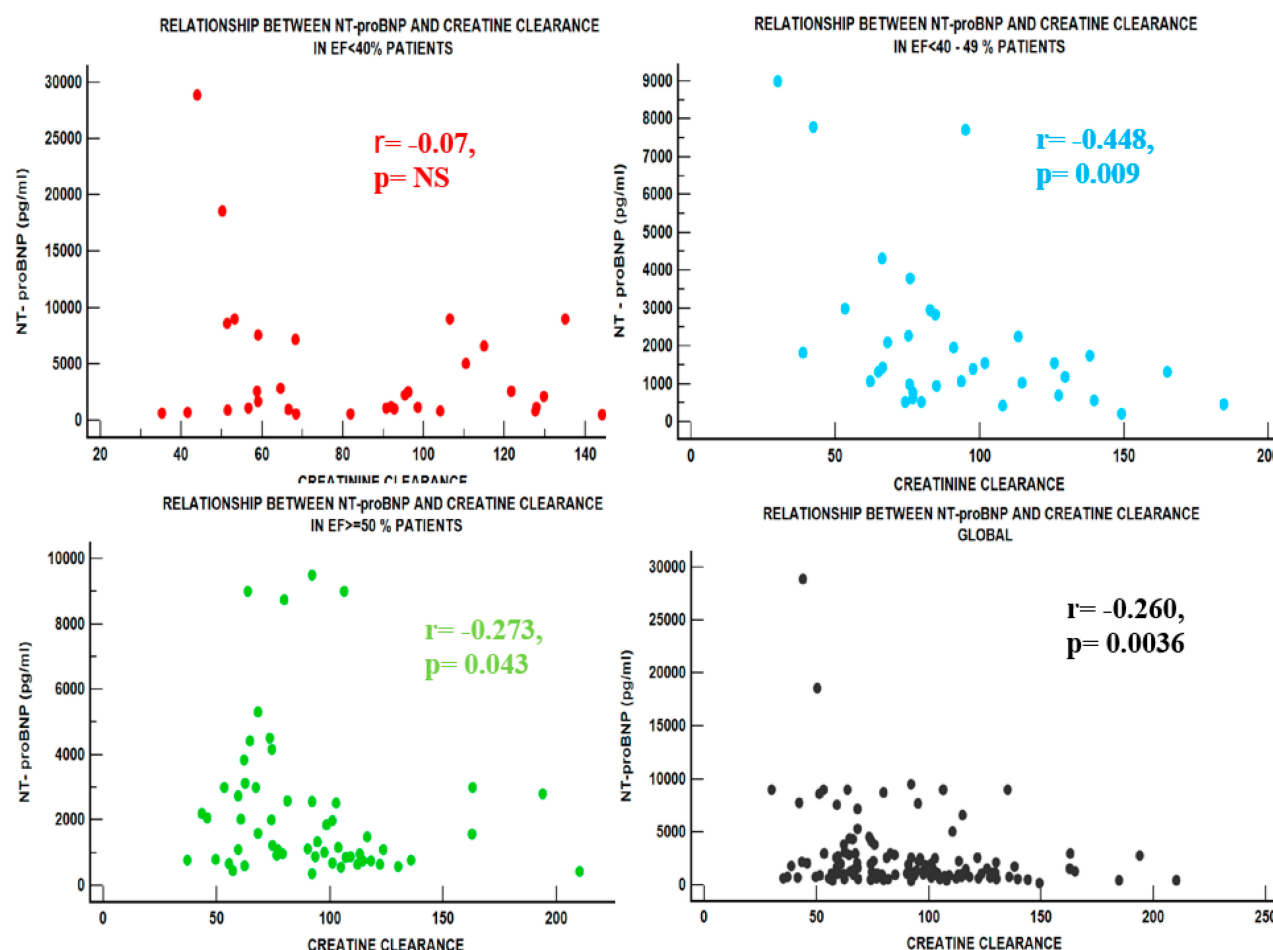 RELATIONSHIP BETWEEN NT-proBNP AND CREATINE CLEARANCE
IN EF<40% PATIENTS
30000
25000
20000
15000
10000
5000
0
NT- proBNP (pg/ml)
r= -0.07,
p= NS
20 40 60 80 100 120 140
CREATININE CLEARANCE
RELATIONSHIP BETWEEN NT-proBNP AND CREATINE CLEARANCE
IN EF<40 - 49 % PATIENTS
9000
8000
7000
6000
5000
4000
3000
2000
1000
0
NT - proBNP (pg/ml)
r= -0.448,
p= 0.009
0 50 100 150 200
CREATININE CLEARANCE
RELATIONSHIP BETWEEN NT-proBNP AND CREATINE CLEARANCE
IN EF>=50 % PATIENTS
10000
8000
6000
4000
2000
0
NT- proBNP (pg/ml)
r= -0.273,
p= 0.043
0 50 100 150 200
CREATINE CLEARANCE
RELATIONSHIP BETWEEN NT-proBNP AND CREATINE CLEARANCE
GLOBAL
30000
25000
20000
15000
10000
5000
0
NT-proBNP (pg/ml)
r= -0.260,
p= 0.0036
0 50 100 150 200 250
CREATINE CLEARANCE